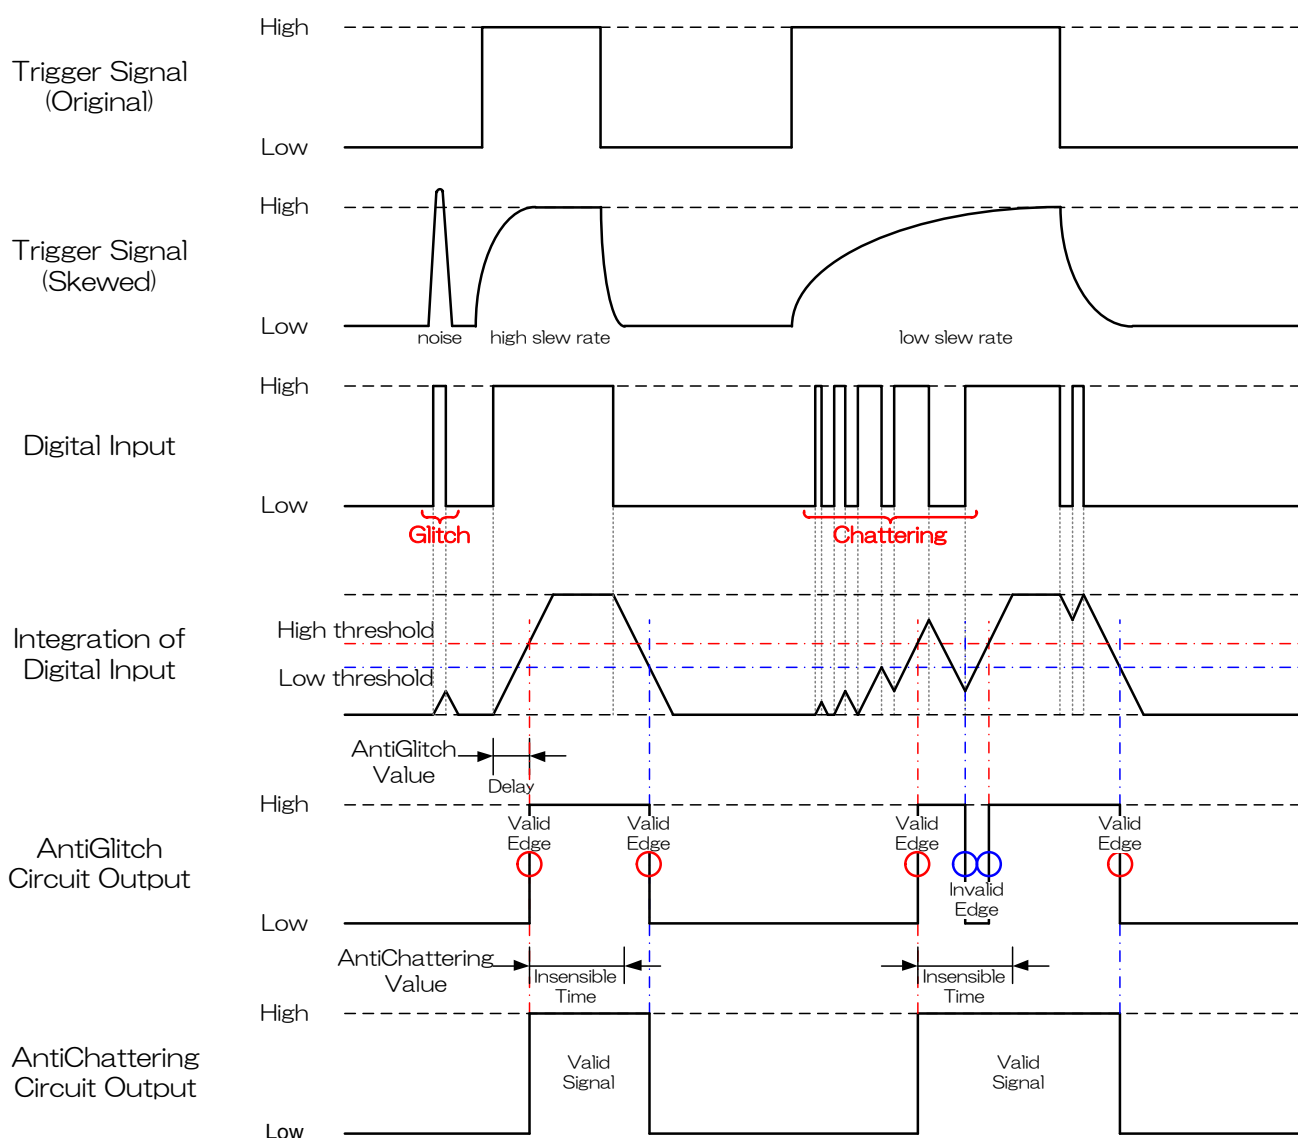 High
Trigger Signal
(Original)
Low
High
Trigger Signal
(Skewed)
Low
noise
high slew rate
low slew rate
High
Digital Input
Low
Glitch
Chattering
High threshold
Integration of
Digital Input
Low threshold
AntiGlitch
Value
Delay
High
Valid
Edge
Valid
Edge
Valid
Edge
Valid
Edge
AntiGlitch
Circuit Output
Invalid
Edge
Low
AntiChattering
Value
Insensible
Time
Insensible
Time
High
AntiChattering
Circuit Output
Valid
Signal
Valid
Signal
Low